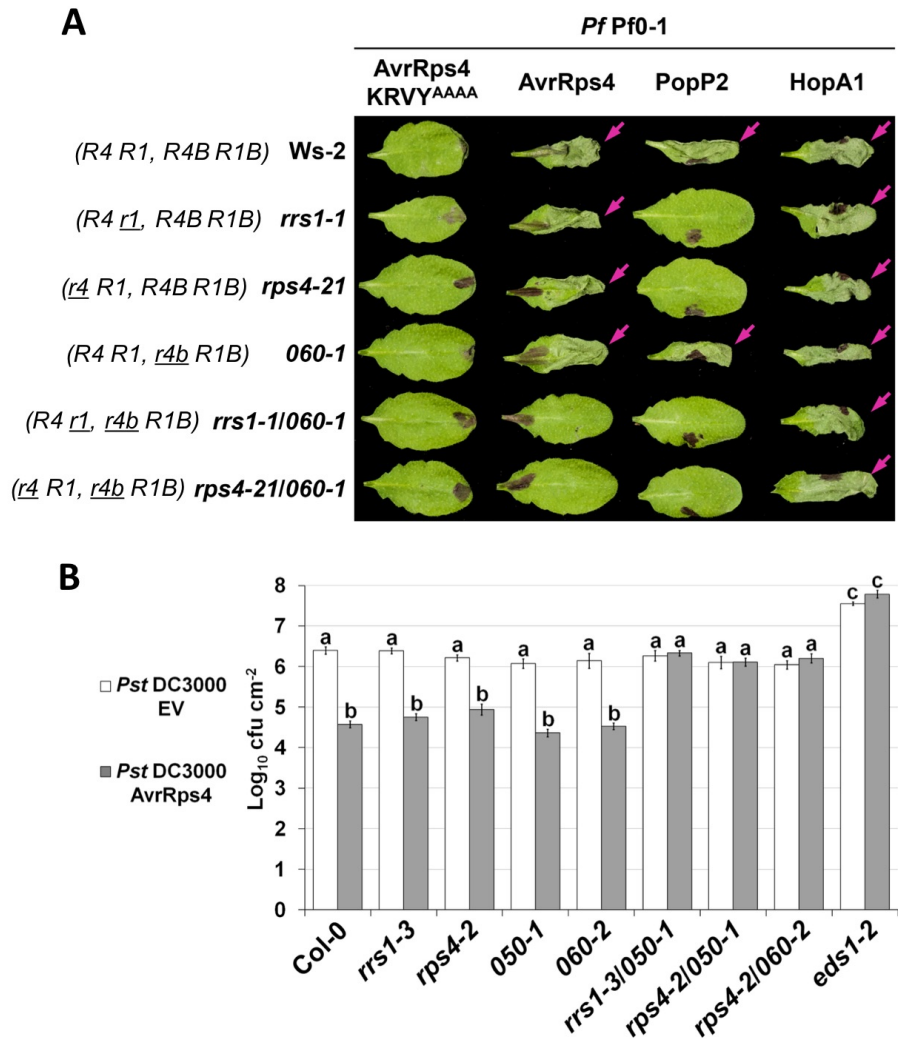 A
Pf Pf0-1
AvrRps4 KRVY^AAAA AvrRps4 PopP2 HopA1
(R4 R1, R4B R1B) Ws-2
(R4 r1, R4B R1B) rrs1-1
(r4 R1, R4B R1B) rps4-21
(R4 R1, r4b R1B) 060-1
(R4 r1, r4b R1B) rrs1-1/060-1
(r4 R1, r4b R1B) rps4-21/060-1
B
Pst DC3000
EV
Pst DC3000
AvrRps4
Log10 cfu cm-2
8
7
6
5
4
3
2
1
0
a b a b a b a b a b a a a a a a c c
Col-0
rrs1-3
rps4-2
050-1
060-2
rrs1-3/050-1
rps4-2/050-1
rps4-2/060-2
eds1-2